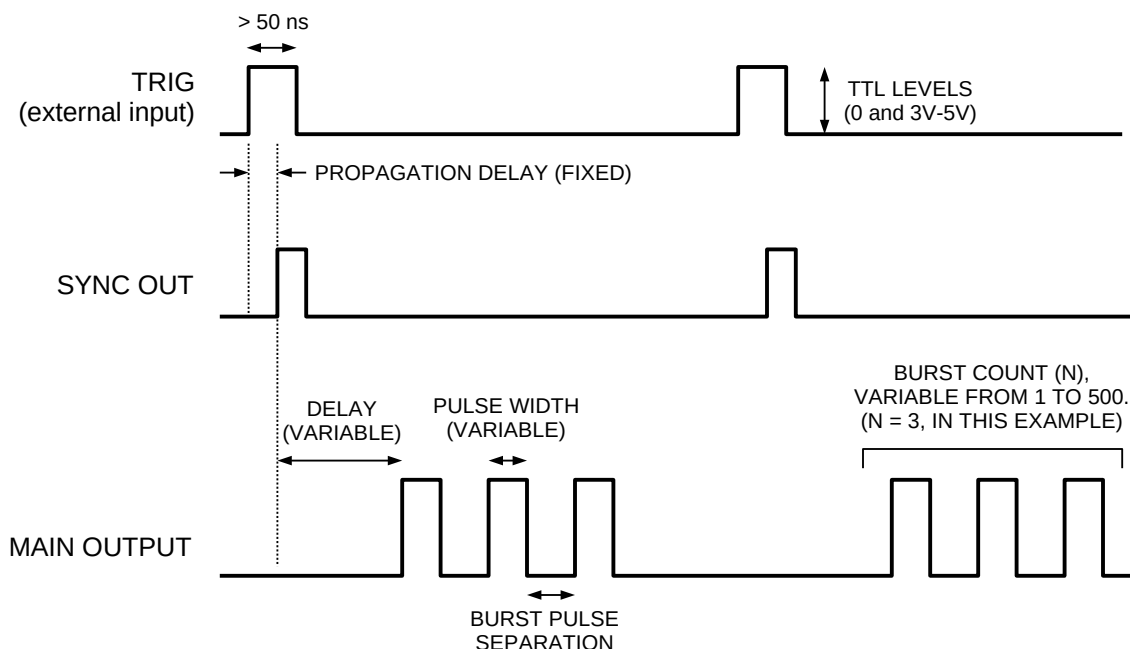 > 50 ns
TRIG
(external input)
TTL LEVELS
(0 and 3V-5V)
PROPAGATION DELAY (FIXED)
SYNC OUT
BURST COUNT (N),
VARIABLE FROM 1 TO 500.
(N = 3, IN THIS EXAMPLE)
DELAY
(VARIABLE)
PULSE WIDTH
(VARIABLE)
MAIN OUTPUT
BURST PULSE
SEPARATION